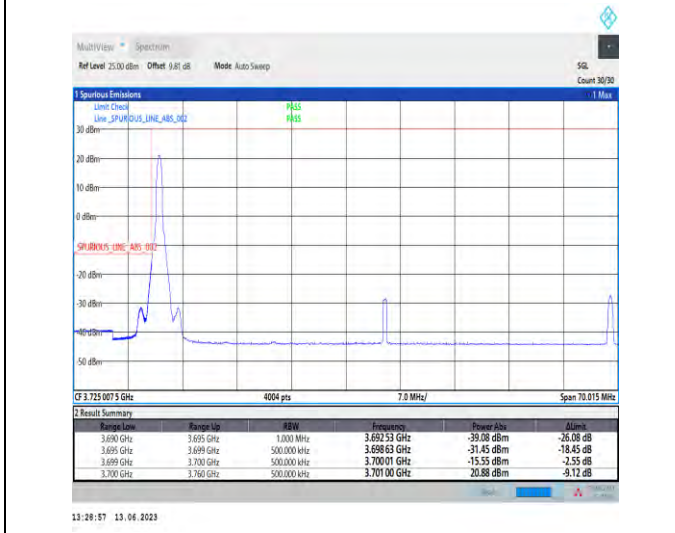 MultiView Spectrum
Ref Level 25.00 dBm Offset 9.81 dB Mode Auto Sweep SGL
Count 30/30
1 Spurious Emissions 1 Max
Limit Check PASS
Line _SPURIOUS_LINE_ABS_002 PASS
30 dBm
20 dBm
10 dBm
0 dBm
_SPURIOUS_LINE_ABS_002
-20 dBm
-30 dBm
-40 dBm
-50 dBm
CF 3.725 007 5 GHz 4004 pts 7.0 MHz/ Span 70.015 MHz
2 Result Summary
Range Low Range Up RBW Frequency Power Abs ΔLimit
3.690 GHz 3.695 GHz 1.000 MHz 3.692 53 GHz -39.08 dBm -26.08 dB
3.695 GHz 3.699 GHz 500.000 kHz 3.698 63 GHz -31.45 dBm -18.45 dB
3.699 GHz 3.700 GHz 500.000 kHz 3.700 01 GHz -15.55 dBm -2.55 dB
3.700 GHz 3.760 GHz 500.000 kHz 3.701 00 GHz 20.88 dBm -9.12 dB
13:28:57 13.06.2023